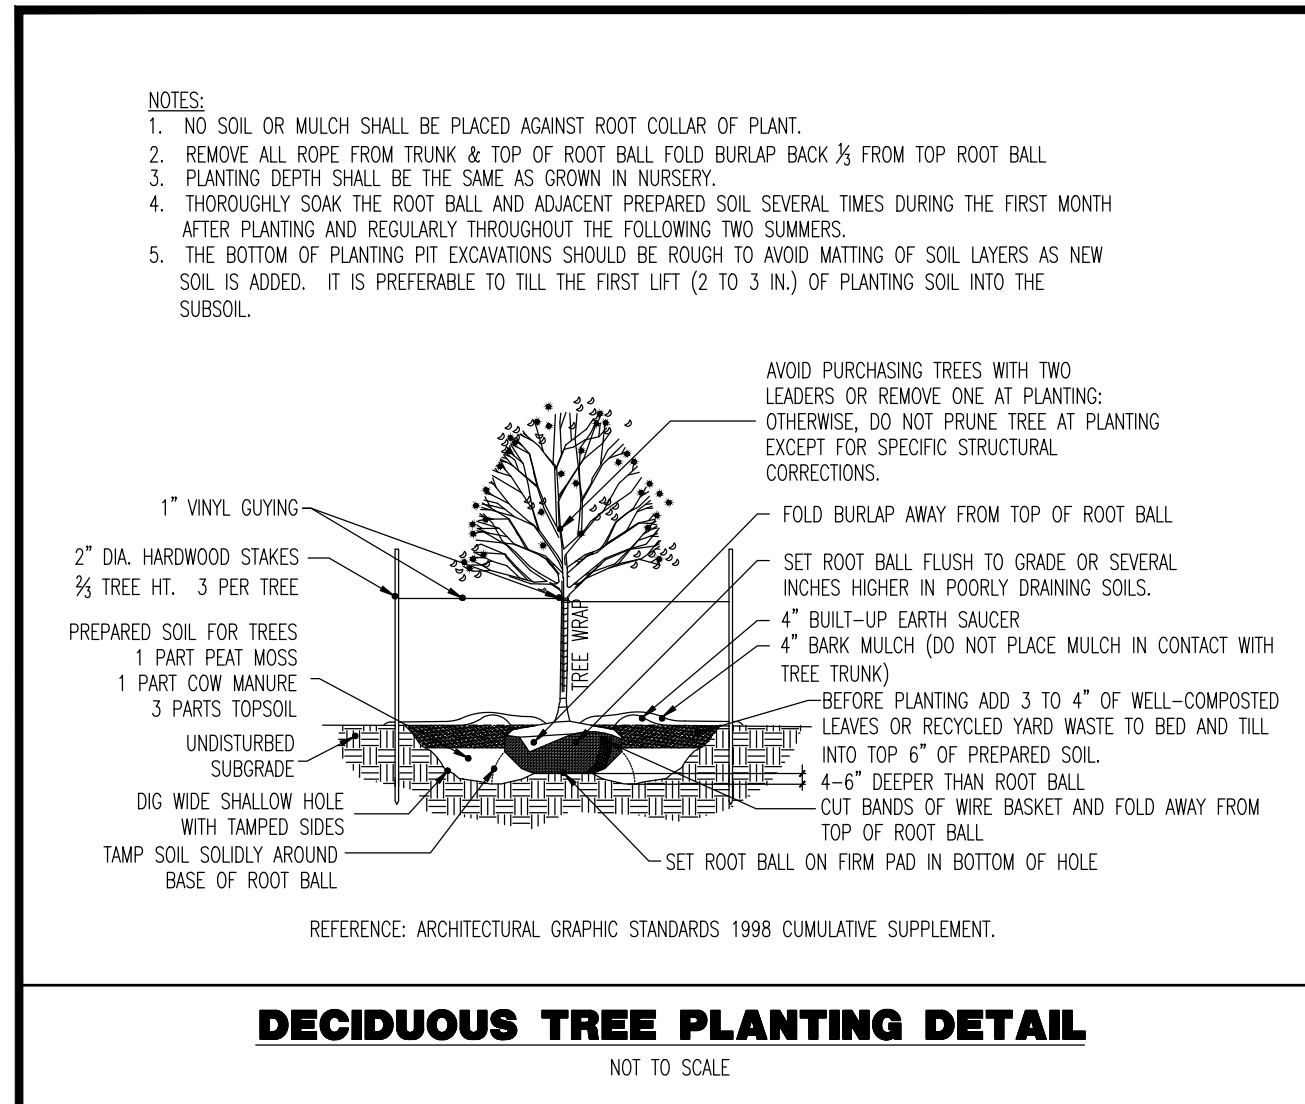 NOTES:
1. NO SOIL OR MULCH SHALL BE PLACED AGAINST ROOT COLLAR OF PLANT.
2. REMOVE ALL ROPE FROM TRUNK & TOP OF ROOT BALL FOLD BURLAP BACK ⅓ FROM TOP ROOT BALL
3. PLANTING DEPTH SHALL BE THE SAME AS GROWN IN NURSERY.
4. THOROUGHLY SOAK THE ROOT BALL AND ADJACENT PREPARED SOIL SEVERAL TIMES DURING THE FIRST MONTH
AFTER PLANTING AND REGULARLY THROUGHOUT THE FOLLOWING TWO SUMMERS.
5. THE BOTTOM OF PLANTING PIT EXCAVATIONS SHOULD BE ROUGH TO AVOID MATTING OF SOIL LAYERS AS NEW
SOIL IS ADDED. IT IS PREFERABLE TO TILL THE FIRST LIFT (2 TO 3 IN.) OF PLANTING SOIL INTO THE
SUBSOIL.
AVOID PURCHASING TREES WITH TWO
LEADERS OR REMOVE ONE AT PLANTING:
OTHERWISE, DO NOT PRUNE TREE AT PLANTING
EXCEPT FOR SPECIFIC STRUCTURAL
CORRECTIONS.
1" VINYL GUYING
2" DIA. HARDWOOD STAKES
⅔ TREE HT. 3 PER TREE
PREPARED SOIL FOR TREES
1 PART PEAT MOSS
1 PART COW MANURE
3 PARTS TOPSOIL
UNDISTURBED
SUBGRADE
DIG WIDE SHALLOW HOLE
WITH TAMPED SIDES
TAMP SOIL SOLIDLY AROUND
BASE OF ROOT BALL
TREE WRAP
FOLD BURLAP AWAY FROM TOP OF ROOT BALL
SET ROOT BALL FLUSH TO GRADE OR SEVERAL
INCHES HIGHER IN POORLY DRAINING SOILS.
4" BUILT-UP EARTH SAUCER
4" BARK MULCH (DO NOT PLACE MULCH IN CONTACT WITH
TREE TRUNK)
BEFORE PLANTING ADD 3 TO 4" OF WELL-COMPOSTED
LEAVES OR RECYCLED YARD WASTE TO BED AND TILL
INTO TOP 6" OF PREPARED SOIL.
4-6" DEEPER THAN ROOT BALL
CUT BANDS OF WIRE BASKET AND FOLD AWAY FROM
TOP OF ROOT BALL
SET ROOT BALL ON FIRM PAD IN BOTTOM OF HOLE
REFERENCE: ARCHITECTURAL GRAPHIC STANDARDS 1998 CUMULATIVE SUPPLEMENT.
DECIDUOUS TREE PLANTING DETAIL
NOT TO SCALE